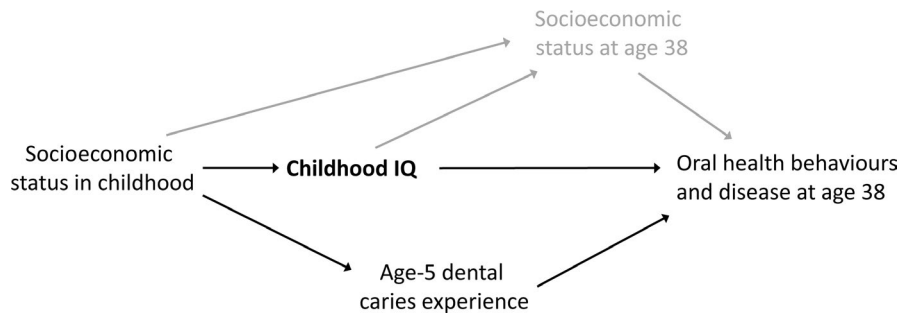 Socioeconomic
status at age 38
Socioeconomic
status in childhood
Childhood IQ
Oral health behaviours
and disease at age 38
Age-5 dental
caries experience